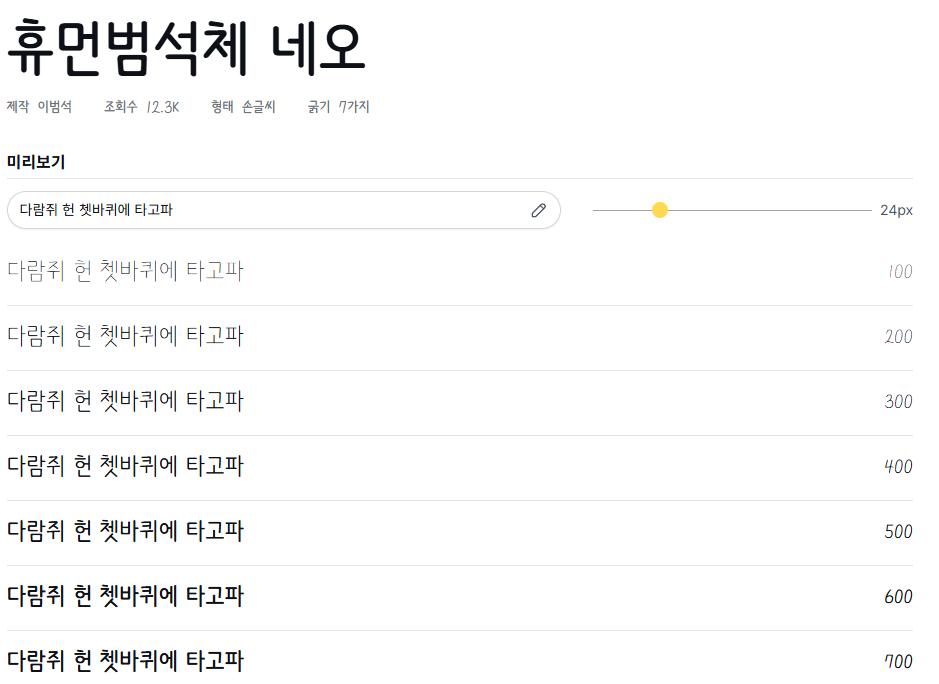 휴먼범석체 네오
제작 이범석 조회수 12.3K 형태 손글씨 굵기 7가지
미리보기
다람쥐 헌 쳇바퀴에 타고파 24px
다람쥐 헌 쳇바퀴에 타고파 100
다람쥐 헌 쳇바퀴에 타고파 200
다람쥐 헌 쳇바퀴에 타고파 300
다람쥐 헌 쳇바퀴에 타고파 400
다람쥐 헌 쳇바퀴에 타고파 500
다람쥐 헌 쳇바퀴에 타고파 600
다람쥐 헌 쳇바퀴에 타고파 700